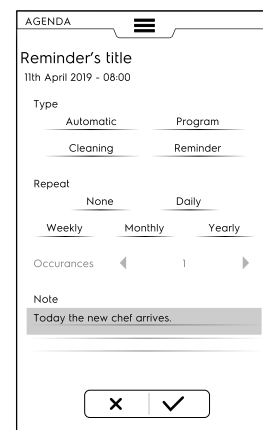 AGENDA
Reminder's title
11th April 2019 - 08:00
Type
Automatic Program
Cleaning Reminder
Repeat
None Daily
Weekly Monthly Yearly
Occurances 1
Note
Today the new chef arrives.